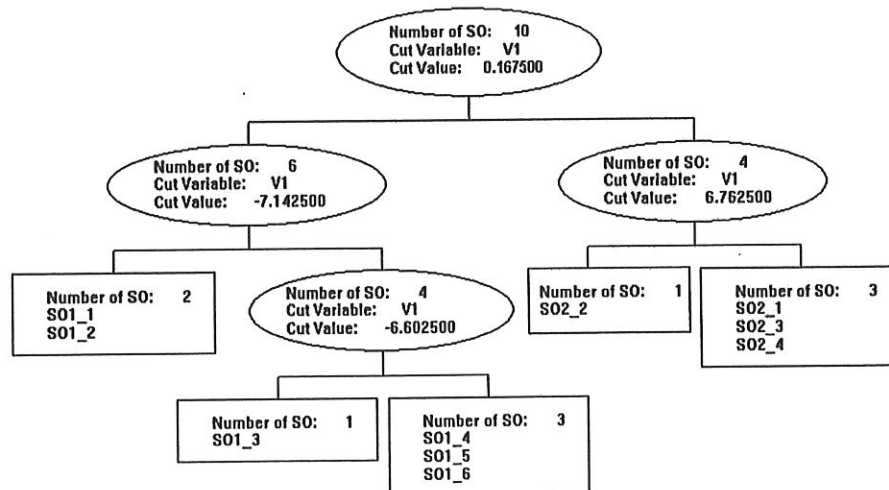 Number of SO: 10
Cut Variable: V1
Cut Value: 0.167500
Number of SO: 6
Cut Variable: V1
Cut Value: -7.142500
Number of SO: 4
Cut Variable: V1
Cut Value: 6.762500
Number of SO: 2
SO1_1
SO1_2
Number of SO: 4
Cut Variable: V1
Cut Value: -6.602500
Number of SO: 1
SO2_2
Number of SO: 3
SO2_1
SO2_3
SO2_4
Number of SO: 1
SO1_3
Number of SO: 3
SO1_4
SO1_5
SO1_6